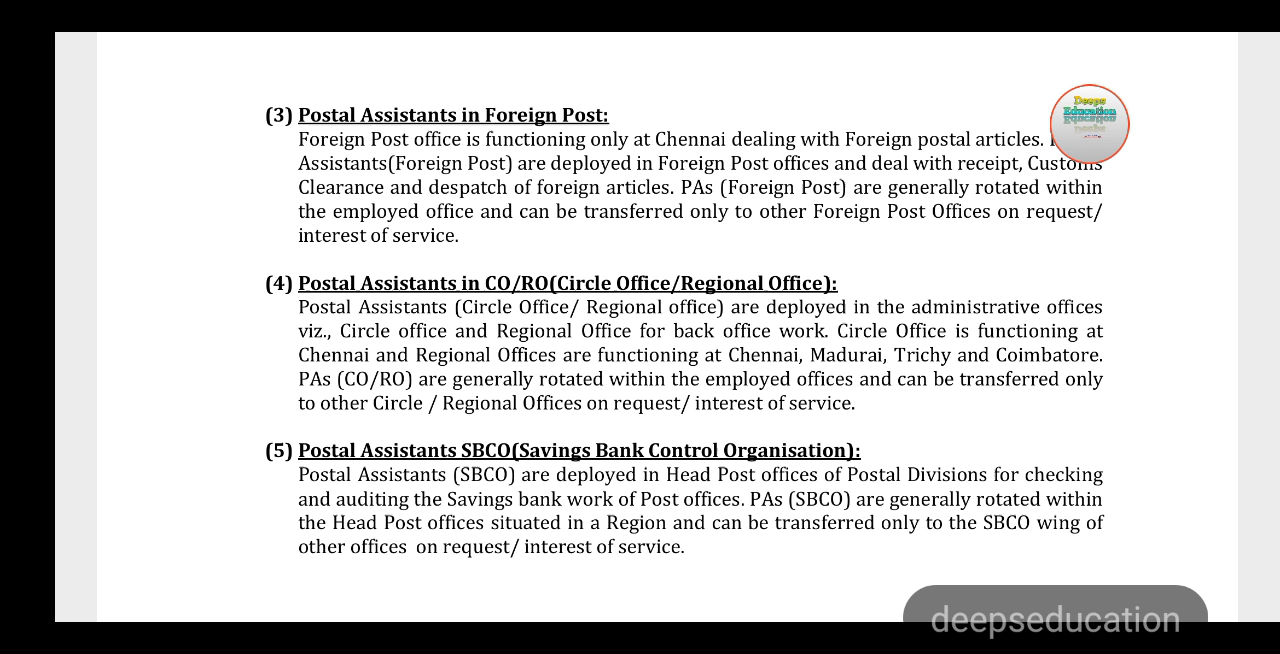 (3) Postal Assistants in Foreign Post:
Deeps
Education
Foreign Post office is functioning only at Chennai dealing with Foreign postal articles.
Assistants(Foreign Post) are deployed in Foreign Post offices and deal with receipt, Customs
Clearance and despatch of foreign articles. PAs (Foreign Post) are generally rotated within
the employed office and can be transferred only to other Foreign Post Offices on request/
interest of service.
(4) Postal Assistants in CO/RO(Circle Office/Regional Office):
Postal Assistants (Circle Office/ Regional office) are deployed in the administrative offices
viz., Circle office and Regional Office for back office work. Circle Office is functioning at
Chennai and Regional Offices are functioning at Chennai, Madurai, Trichy and Coimbatore.
PAs (CO/RO) are generally rotated within the employed offices and can be transferred only
to other Circle / Regional Offices on request/ interest of service.
(5) Postal Assistants SBCO(Savings Bank Control Organisation):
Postal Assistants (SBCO) are deployed in Head Post offices of Postal Divisions for checking
and auditing the Savings bank work of Post offices. PAs (SBCO) are generally rotated within
the Head Post offices situated in a Region and can be transferred only to the SBCO wing of
other offices on request/ interest of service.
deepseducation